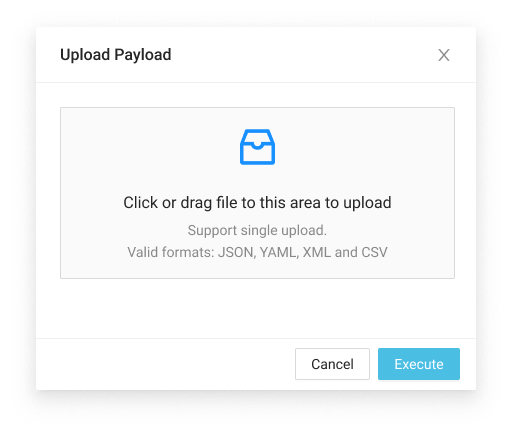 Upload Payload
Click or drag file to this area to upload
Support single upload.
Valid formats: JSON, YAML, XML and CSV
Cancel
Execute